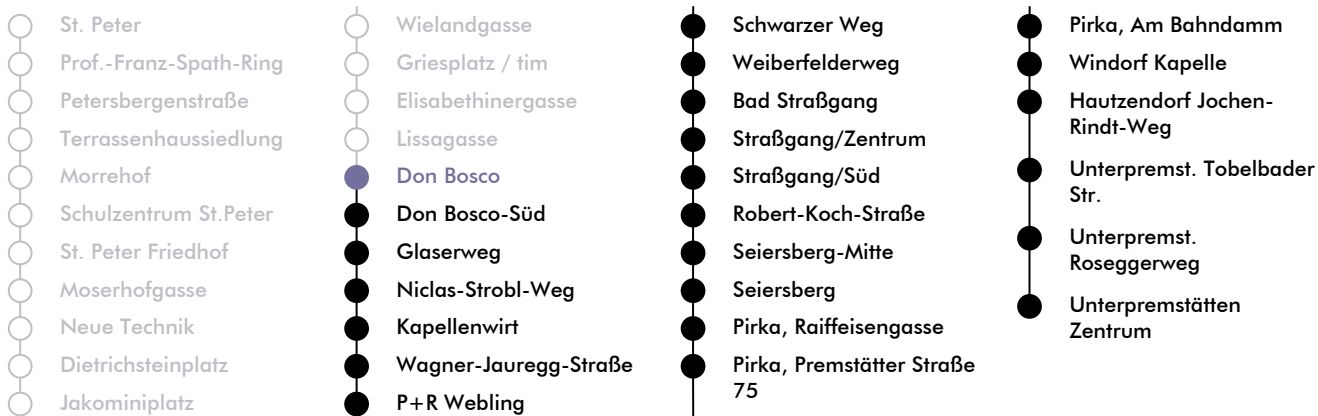 St. Peter
Prof.-Franz-Spath-Ring
Petersbergenstraße
Terrassenhaussiedlung
Morrehof
Schulzentrum St.Peter
St. Peter Friedhof
Moserhofgasse
Neue Technik
Dietrichsteinplatz
Jakominiplatz
Wielandgasse
Griesplatz / tim
Elisabethinergasse
Lissagasse
Don Bosco
Don Bosco-Süd
Glaserweg
Niclas-Strobl-Weg
Kapellenwirt
Wagner-Jauregg-Straße
P+R Webling
Schwarzer Weg
Weiberfelderweg
Bad Straßgang
Straßgang/Zentrum
Straßgang/Süd
Robert-Koch-Straße
Seiersberg-Mitte
Seiersberg
Pirka, Raiffeisengasse
Pirka, Premstätter Straße
75
Pirka, Am Bahndamm
Windorf Kapelle
Hautzendorf Jochen-
Rindt-Weg
Unterpremst. Tobelbader
Str.
Unterpremst.
Roseggerweg
Unterpremstätten
Zentrum